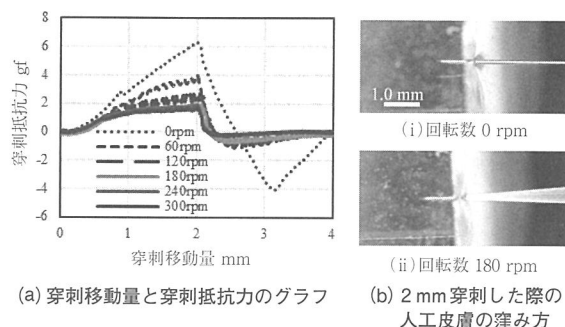 8
6
4
2
0
-2
-4
-6
穿刺抵抗力 gf
0rpm
60rpm
120rpm
180rpm
240rpm
300rpm
0 1 2 3 4
穿刺移動量 mm
(a) 穿刺移動量と穿刺抵抗力のグラフ
1.0 mm
(i)回転数 0 rpm
(ii)回転数 180 rpm
(b) 2 mm 穿刺した際の
人工皮膚の窪み方